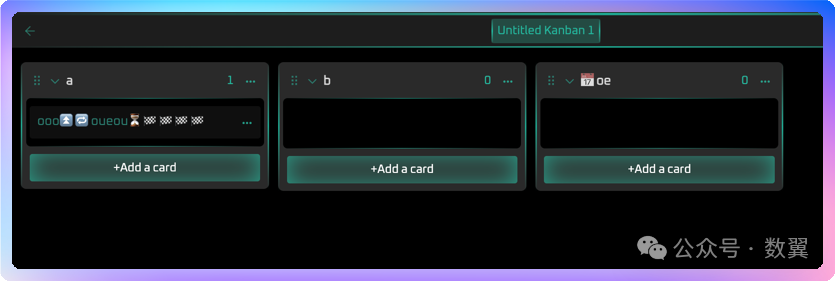 Untitled Kanban 1
a 1
b 0
📅oe 0
ooo⏫🔁 oueou⏳🏁 🏁 🏁 🏁
+Add a card
+Add a card
+Add a card
公众号 · 数翼